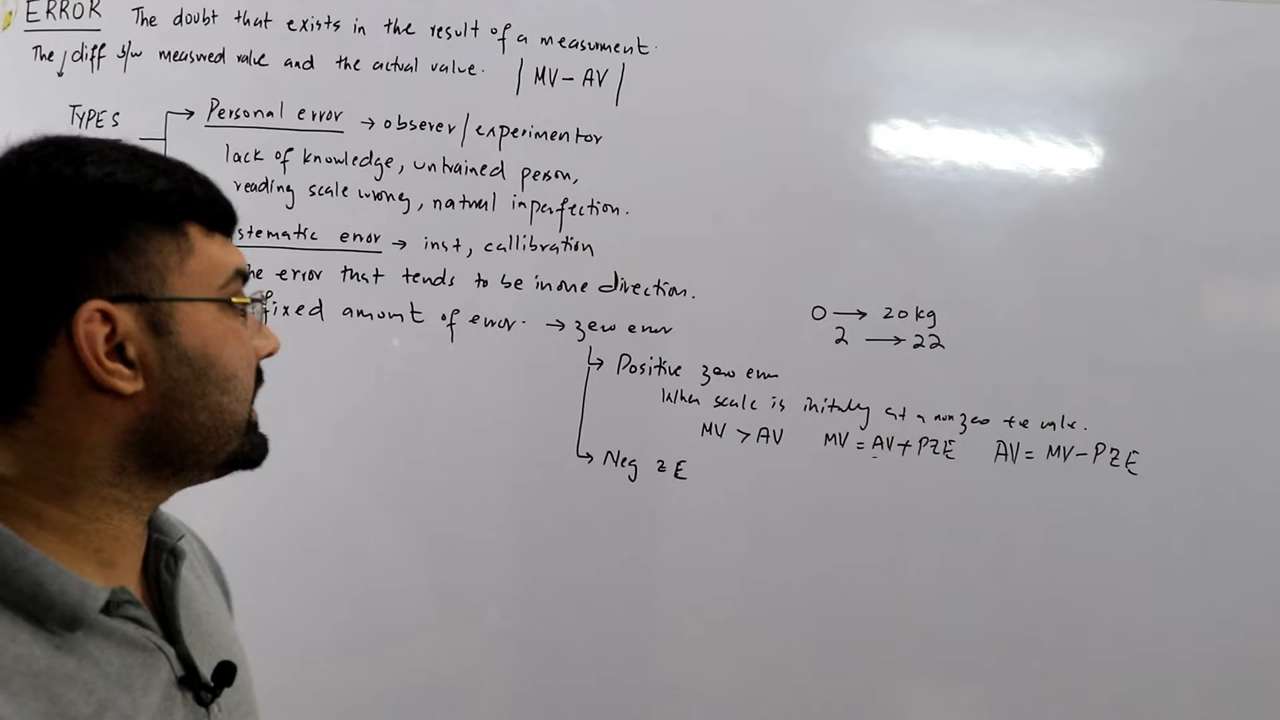 ERROR The doubt that exists in the result of a measurment.
The diff b/w measured value and the actual value. | MV - AV |
TYPES
→ Personal error → observer / experimentor
lack of knowledge, untrained person,
reading scale wrong, natural imperfection.
stematic error → inst, callibration
he error that tends to be in one direction.
fixed amount of error. → zero error
0 → 20 kg
2 → 22
↳ Positive zero error
When scale is initially at a non zero +ve value.
MV > AV MV = AV + PZE AV = MV - PZE
↳ Neg ZE